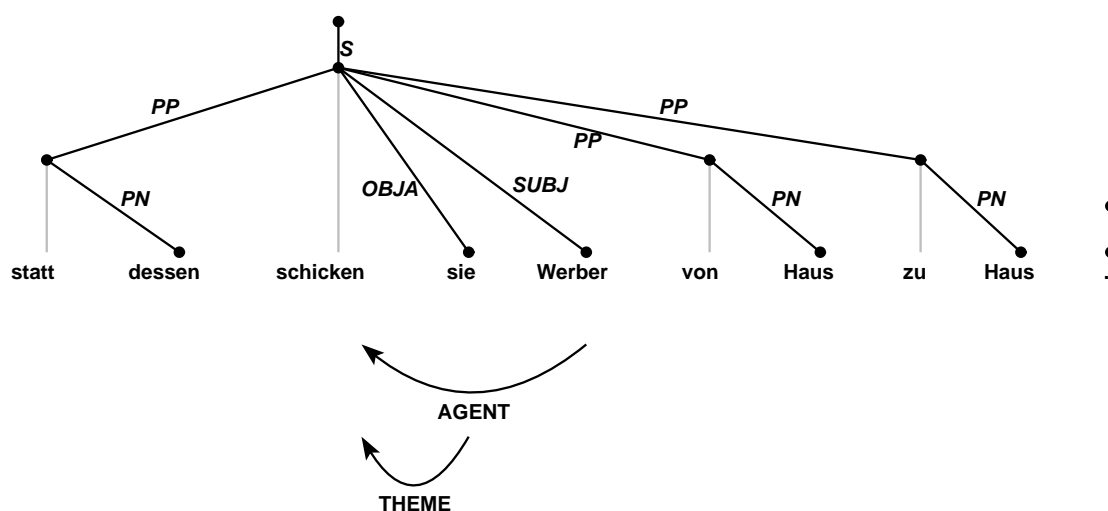 S
PP PP
PP
PN OBJA SUBJ PN PN
statt dessen schicken sie Werber von Haus zu Haus .
AGENT
THEME